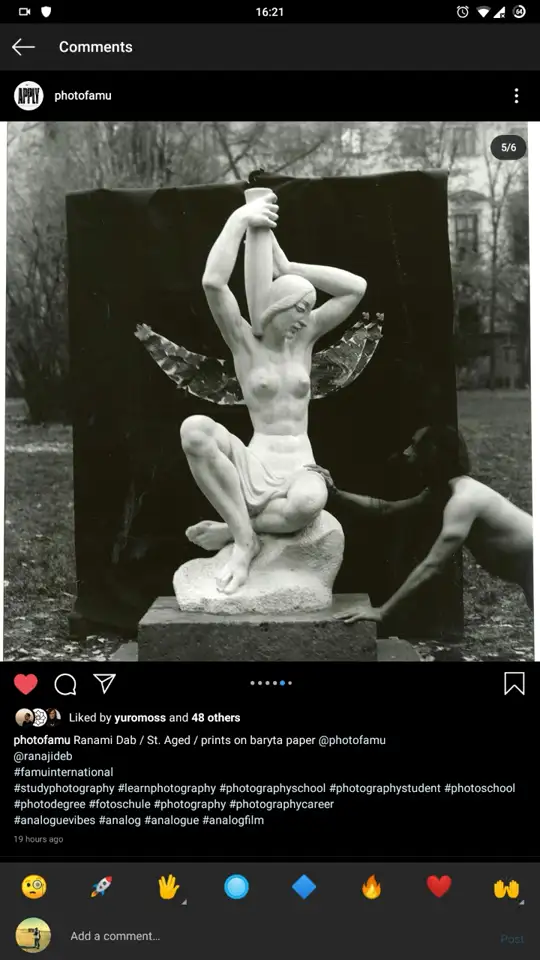 16:21
64
Comments
APPLY
photofamu
5/6
Liked by yuromoss and 48 others
photofamu Ranami Dab / St. Aged / prints on baryta paper @photofamu
@ranajideb
#famuinternational
#studyphotography #learnphotography #photographyschool #photographystudent #photoschool
#photodegree #fotoschule #photography #photographycareer
#analoguevibes #analog #analogue #analogfilm
19 hours ago
Add a comment...
Post